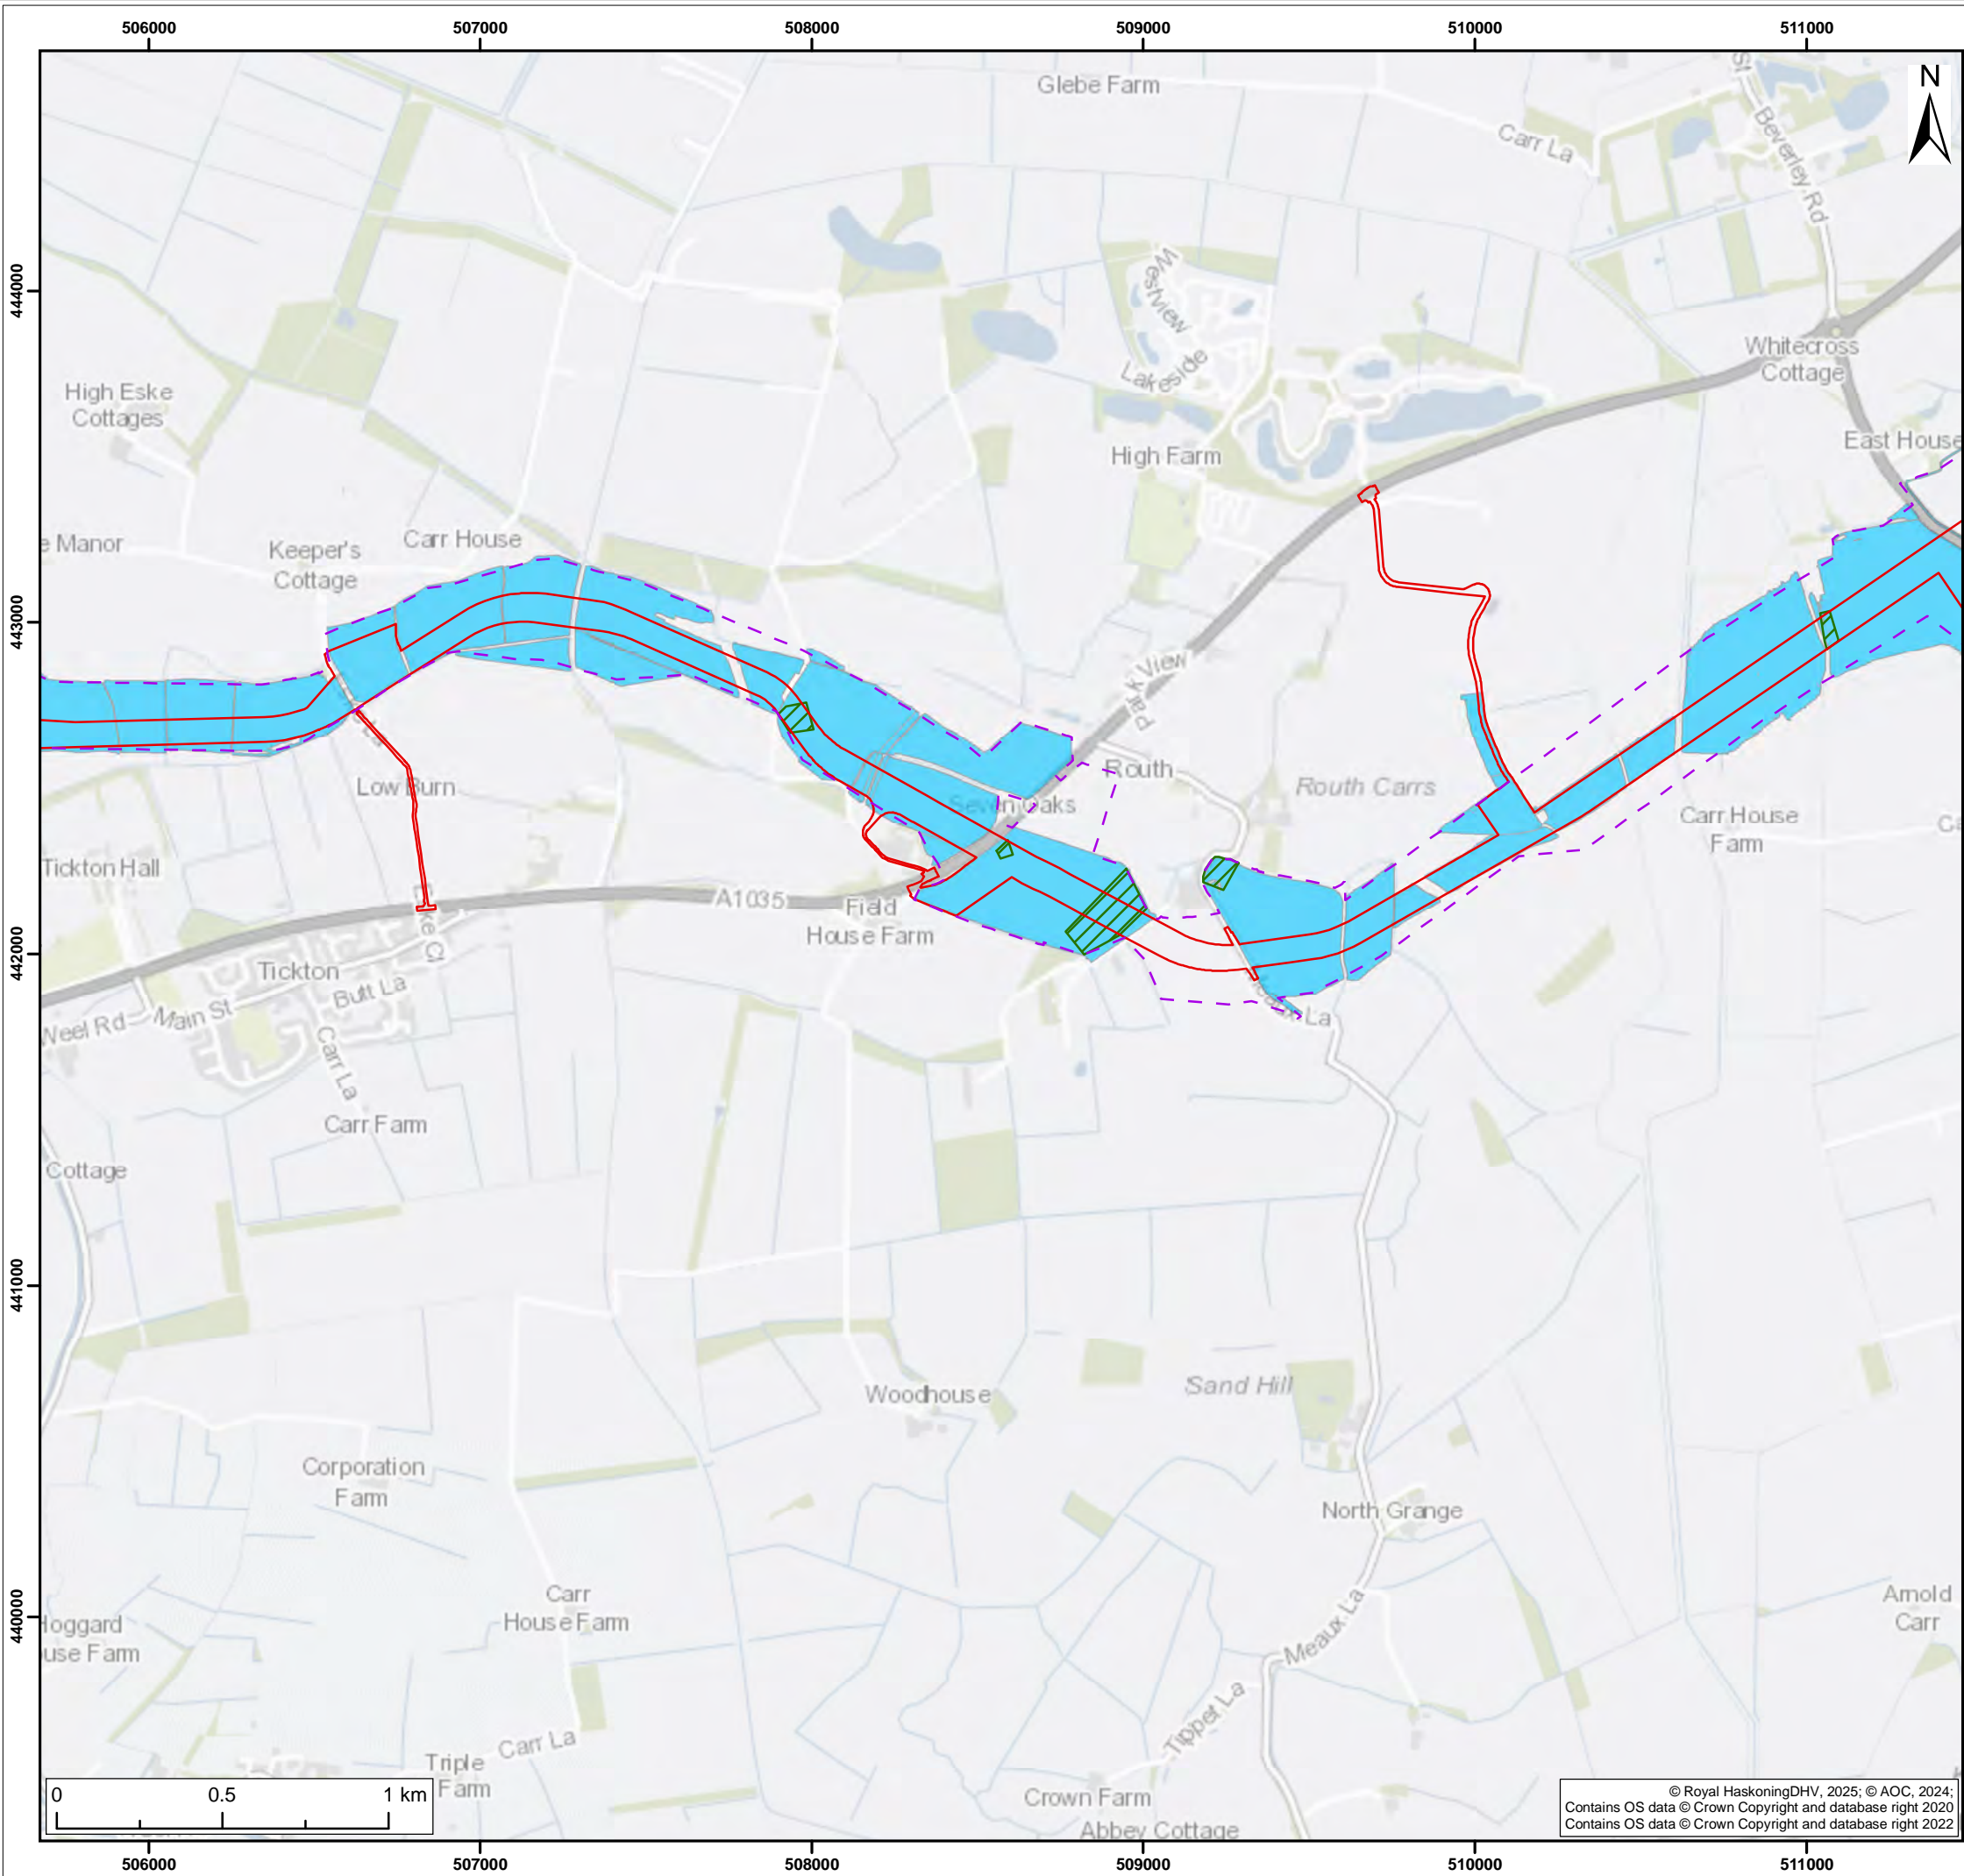 506000
507000
508000
509000
510000
511000
Glebe Farm
N
Carr La
St
Beverley Rd
444000
Westview
Lakeside
Whitecross
Cottage
High Eske
Cottages
High Farm
East House
e Manor
Keeper's
Cottage
Carr House
443000
Park View
Routh
Low Burn
Routh Carrs
Seven Oaks
Carr House
Farm
Ca
Tickton Hall
A1035
Field
House Farm
442000
Tickton
Butt La
Main St
Weel Rd
La
Carr La
Carr Farm
Cottage
441000
Sand Hill
Woodhouse
Corporation
Farm
North Grange
Carr
House Farm
Arnold
Carr
440000
Hoggard
use Farm
Meaux La
Tippet La
Carr La
Triple
Farm
Crown Farm
Abbey Cottage
0
0.5
1 km
© Royal HaskoningDHV, 2025; © AOC, 2024;
Contains OS data © Crown Copyright and database right 2020
Contains OS data © Crown Copyright and database right 2022
506000
507000
508000
509000
510000
511000